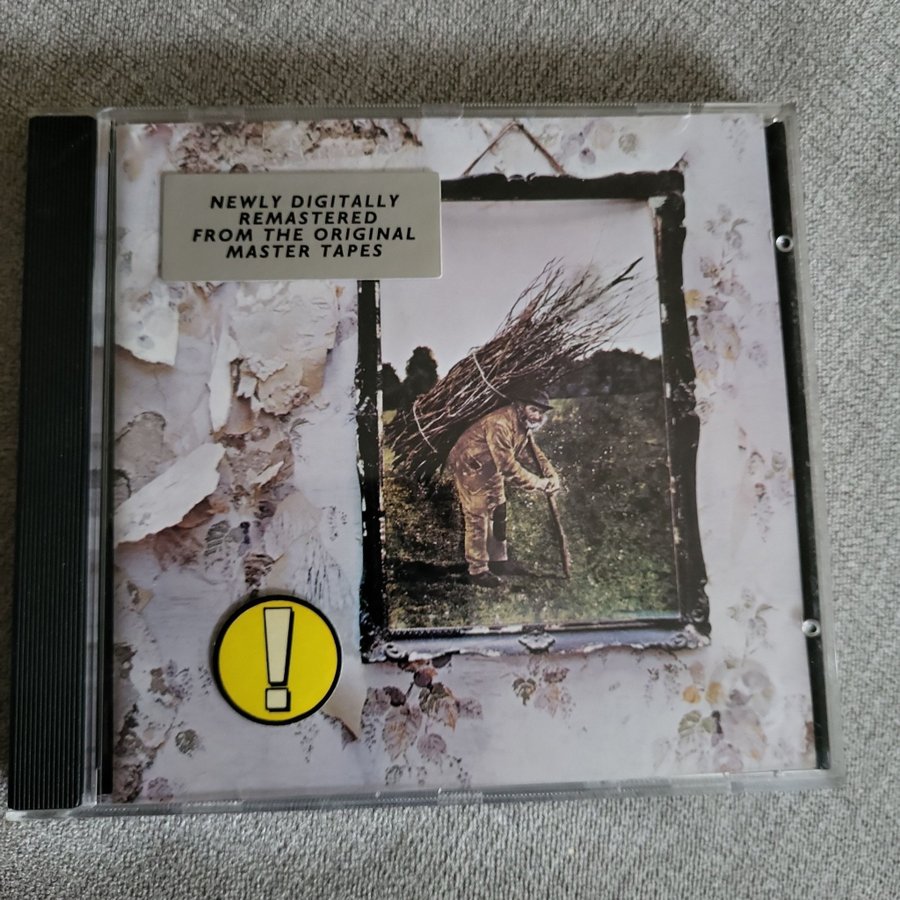 NEWLY DIGITALLY
REMASTERED
FROM THE ORIGINAL
MASTER TAPES
!